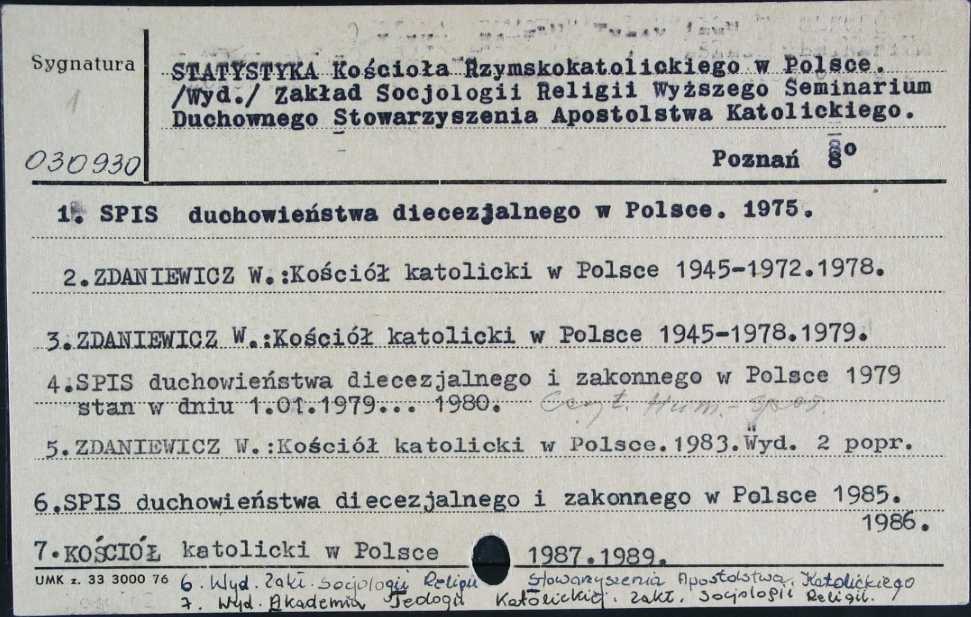 Sygnatura
1
030930
STATYSTYKA Kościoła Rzymskokatolickiego w Polsce.
/Wyd./ Zakład Socjologii Religii Wyższego Seminarium
Duchownego Stowarzyszenia Apostolstwa Katolickiego.
Poznań 8°
1. SPIS duchowieństwa diecezjalnego w Polsce. 1975.
2.ZDANIEWICZ W.:Kościół katolicki w Polsce 1945-1972.1978.
3.ZDANIEWICZ W.:Kościół katolicki w Polsce 1945-1978.1979.
4.SPIS duchowieństwa diecezjalnego i zakonnego w Polsce 1979
stan w dniu 1.01.1979... 1980. Czyt. Hum.-społ.
5.ZDANIEWICZ W.:Kościół katolicki w Polsce.1983.Wyd. 2 popr.
6.SPIS duchowieństwa diecezjalnego i zakonnego w Polsce 1985.
1986.
7.KOŚCIÓŁ katolicki w Polsce 1987.1989.
UMK z. 33 3000 76
6. Wyd. Zakł. Socjologii Religii Stowarzyszenia Apostolstwa Katolickiego
7. Wyd. Akademia Teologii Katolickiej. Zakł. Socjologii Religii.